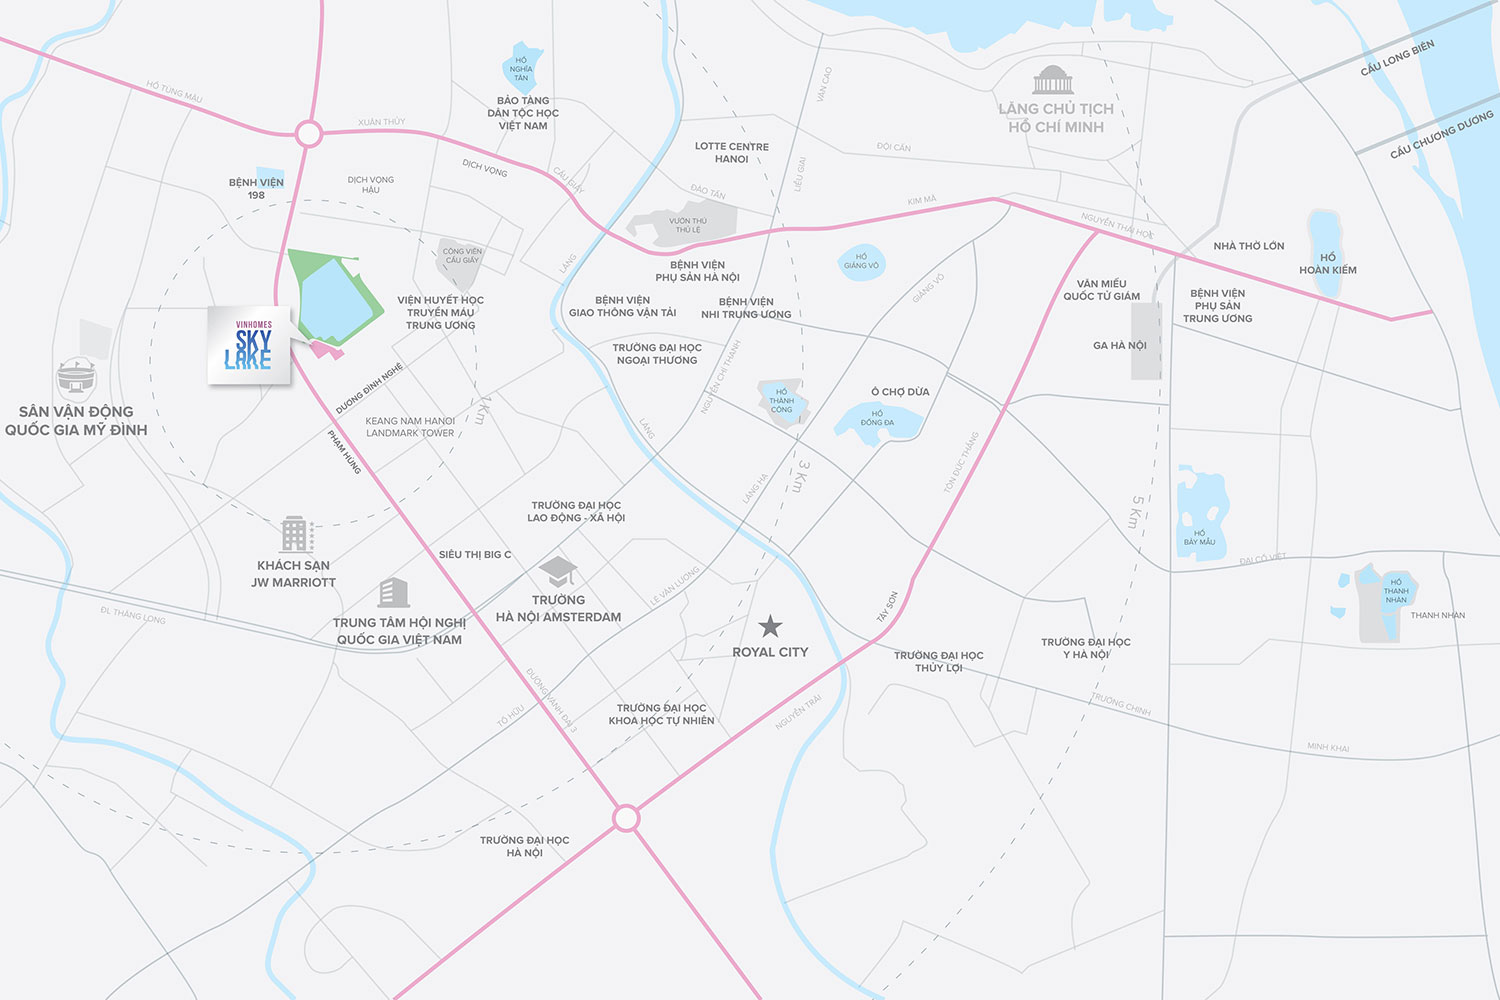 HỒ TÙNG MẬU
XUÂN THỦY
HỒ
NGHĨA
TÂN
BẢO TÀNG
DÂN TỘC HỌC
VIỆT NAM
DỊCH VỌNG
CẦU GIẤY
BỆNH VIỆN
198
DỊCH VỌNG
HẬU
LOTTE CENTRE
HANOI
VĂN CAO
LIỄU GIAI
ĐỘI CẤN
ĐÀO TẤN
KIM MÃ
LĂNG CHỦ TỊCH
HỒ CHÍ MINH
CẦU LONG BIÊN
CẦU CHƯƠNG DƯƠNG
NGUYỄN THÁI HỌC
NHÀ THỜ LỚN
HỒ
HOÀN KIẾM
VƯỜN THÚ
THỦ LỆ
CÔNG VIÊN
CẦU GIẤY
LÁNG
BỆNH VIỆN
PHỤ SẢN HÀ NỘI
HỒ
GIẢNG VÕ
GIẢNG VÕ
VĂN MIẾU
QUỐC TỬ GIÁM
BỆNH VIỆN
PHỤ SẢN
TRUNG ƯƠNG
VIỆN HUYẾT HỌC
TRUYỀN MÁU
TRUNG ƯƠNG
BỆNH VIỆN
GIAO THÔNG VẬN TẢI
BỆNH VIỆN
NHI TRUNG ƯƠNG
VINHOMES
SKY
LAKE
TRƯỜNG ĐẠI HỌC
NGOẠI THƯƠNG
NGUYỄN CHÍ THANH
GA HÀ NỘI
SÂN VẬN ĐỘNG
QUỐC GIA MỸ ĐÌNH
DƯƠNG ĐÌNH NGHỆ
KEANG NAM HANOI
LANDMARK TOWER
1 Km
PHẠM HÙNG
LÁNG
HỒ
THÀNH
CÔNG
Ô CHỢ DỪA
HỒ
ĐỐNG ĐA
TÔN ĐỨC THẮNG
3 Km
LÁNG HẠ
5 Km
TRƯỜNG ĐẠI HỌC
LAO ĐỘNG - XÃ HỘI
HỒ
BẢY MẪU
ĐẠI CỒ VIỆT
KHÁCH SẠN
JW MARRIOTT
SIÊU THỊ BIG C
LÊ VĂN LƯƠNG
HỒ
THANH
NHÀN
THANH NHÀN
ĐL THĂNG LONG
TRUNG TÂM HỘI NGHỊ
QUỐC GIA VIỆT NAM
TRƯỜNG
HÀ NỘI AMSTERDAM
ROYAL CITY
TÂY SƠN
TRƯỜNG ĐẠI HỌC
THỦY LỢI
TRƯỜNG ĐẠI HỌC
Y HÀ NỘI
ĐƯỜNG VÀNH ĐAI 3
TỐ HỮU
TRƯỜNG ĐẠI HỌC
KHOA HỌC TỰ NHIÊN
NGUYỄN TRÃI
TRƯỜNG CHINH
MINH KHAI
TRƯỜNG ĐẠI HỌC
HÀ NỘI